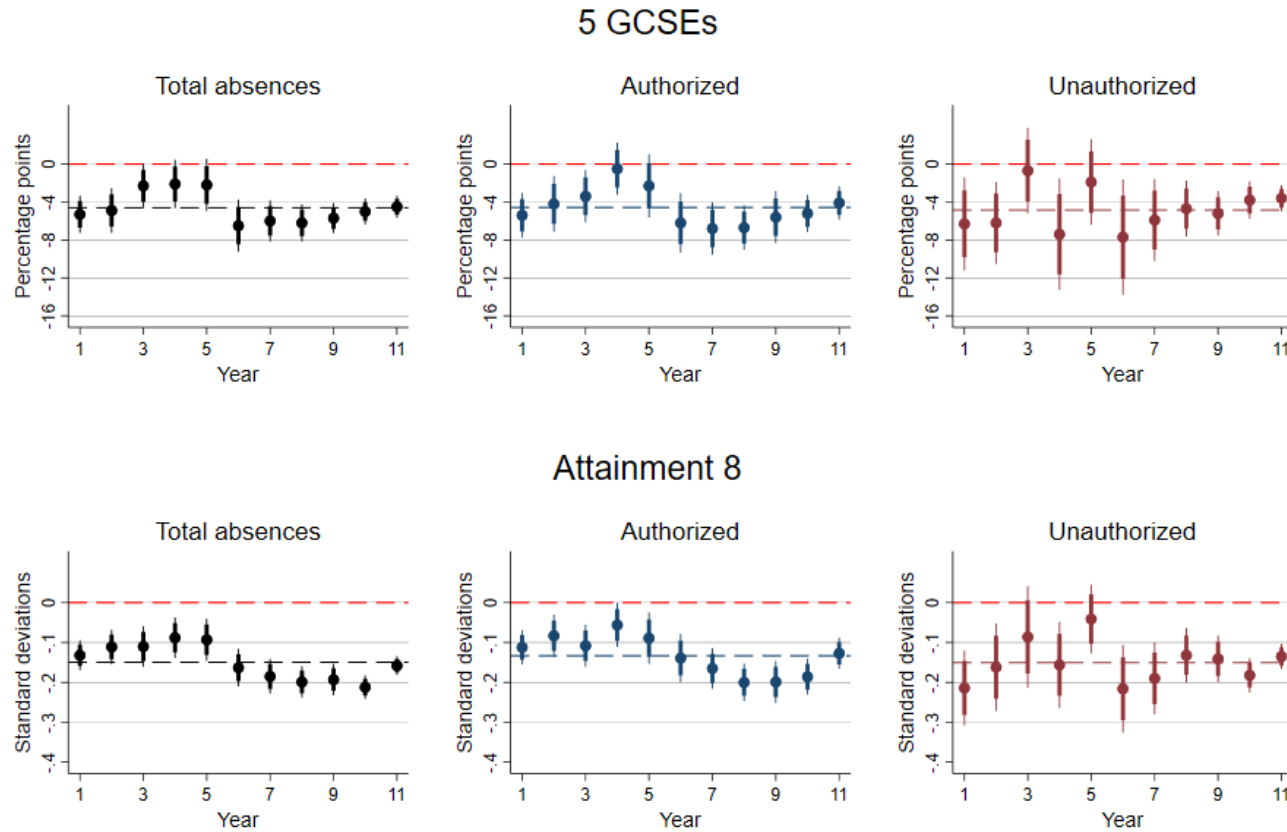 5 GCSEs
Total absences
Authorized
Unauthorized
Percentage points
0
-4
-8
-12
-16
1 3 5 7 9 11
Year
Percentage points
0
-4
-8
-12
-16
1 3 5 7 9 11
Year
Percentage points
0
-4
-8
-12
-16
1 3 5 7 9 11
Year
Attainment 8
Total absences
Authorized
Unauthorized
Standard deviations
0
-.1
-.2
-.3
-.4
1 3 5 7 9 11
Year
Standard deviations
0
-.1
-.2
-.3
-.4
1 3 5 7 9 11
Year
Standard deviations
0
-.1
-.2
-.3
-.4
1 3 5 7 9 11
Year